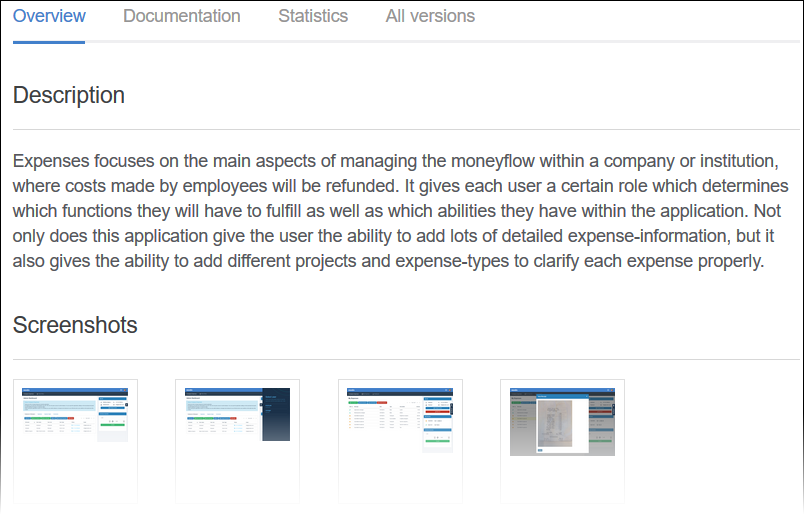 Overview Documentation Statistics All versions
Description
Expenses focuses on the main aspects of managing the moneyflow within a company or institution,
where costs made by employees will be refunded. It gives each user a certain role which determines
which functions they will have to fulfill as well as which abilities they have within the application. Not
only does this application give the user the ability to add lots of detailed expense-information, but it
also gives the ability to add different projects and expense-types to clarify each expense properly.
Screenshots